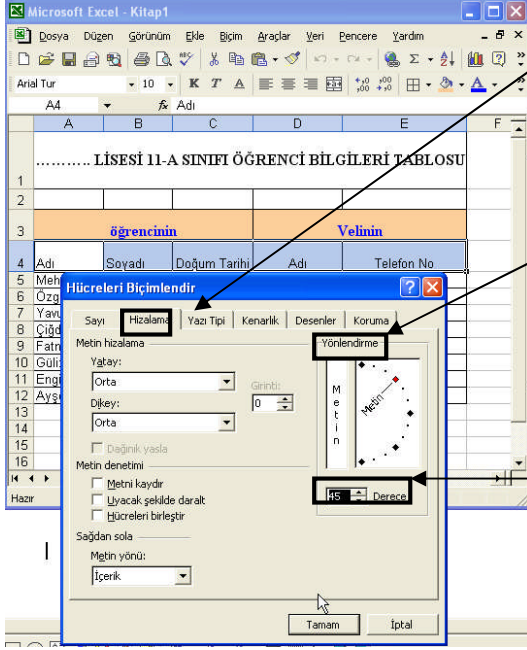 Microsoft Excel - Kitap1
Dosya Düzen Görünüm Ekle Biçim Araçlar Veri Pencere Yardım
Arial Tur 10 K T A
A4 fx Adı
A B C D E F
1 ........... LİSESİ 11-A SINIFI ÖĞRENCİ BİLGİLERİ TABLOSU
2
3 öğrencinin Velinin
4 Adı Soyadı Doğum Tarihi Adı Telefon No
5 Meh
6 Özg
7 Yavu
8 Çiğd
9 Fatn
10 Güli
11 Engi
12 Ayş
13
14
15
16
Hazır
Hücreleri Biçimlendir
Sayı Hizalama Yazı Tipi Kenarlık Desenler Koruma
Metin hizalama
Yatay:
Orta
Girinti:
0
Dikey:
Orta
Dağınık yasla
Metin denetimi
Metni kaydır
Uyacak şekilde daralt
Hücreleri birleştir
Sağdan sola
Metin yönü:
İçerik
Yönlendirme
Metin
Metin
45 Derece
Tamam İptal